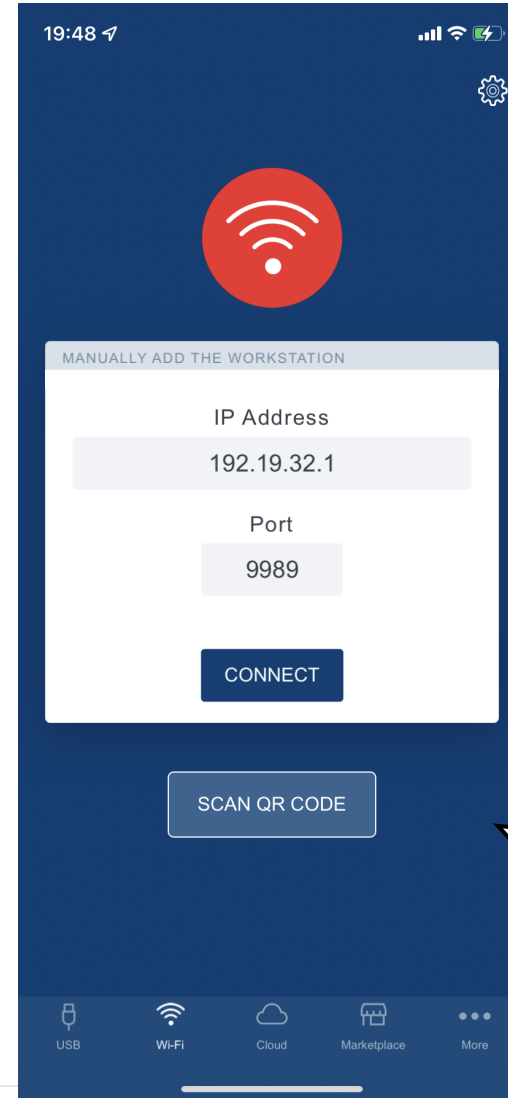 19:48
MANUALLY ADD THE WORKSTATION
IP Address
192.19.32.1
Port
9989
CONNECT
SCAN QR CODE
USB
Wi-Fi
Cloud
Marketplace
More